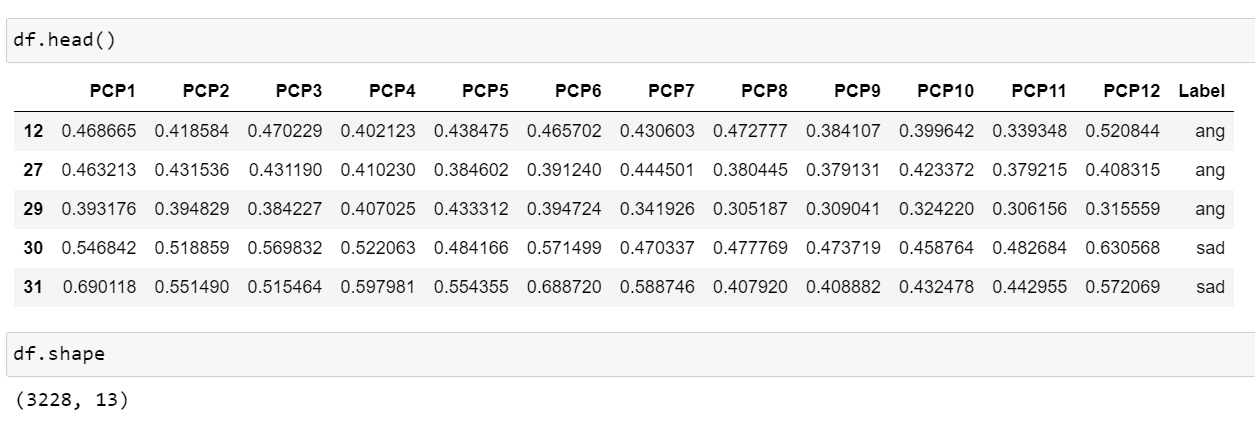 df.head()
PCP1 PCP2 PCP3 PCP4 PCP5 PCP6 PCP7 PCP8 PCP9 PCP10 PCP11 PCP12 Label
12 0.468665 0.418584 0.470229 0.402123 0.438475 0.465702 0.430603 0.472777 0.384107 0.399642 0.339348 0.520844 ang
27 0.463213 0.431536 0.431190 0.410230 0.384602 0.391240 0.444501 0.380445 0.379131 0.423372 0.379215 0.408315 ang
29 0.393176 0.394829 0.384227 0.407025 0.433312 0.394724 0.341926 0.305187 0.309041 0.324220 0.306156 0.315559 ang
30 0.546842 0.518859 0.569832 0.522063 0.484166 0.571499 0.470337 0.477769 0.473719 0.458764 0.482684 0.630568 sad
31 0.690118 0.551490 0.515464 0.597981 0.554355 0.688720 0.588746 0.407920 0.408882 0.432478 0.442955 0.572069 sad
df.shape
(3228, 13)